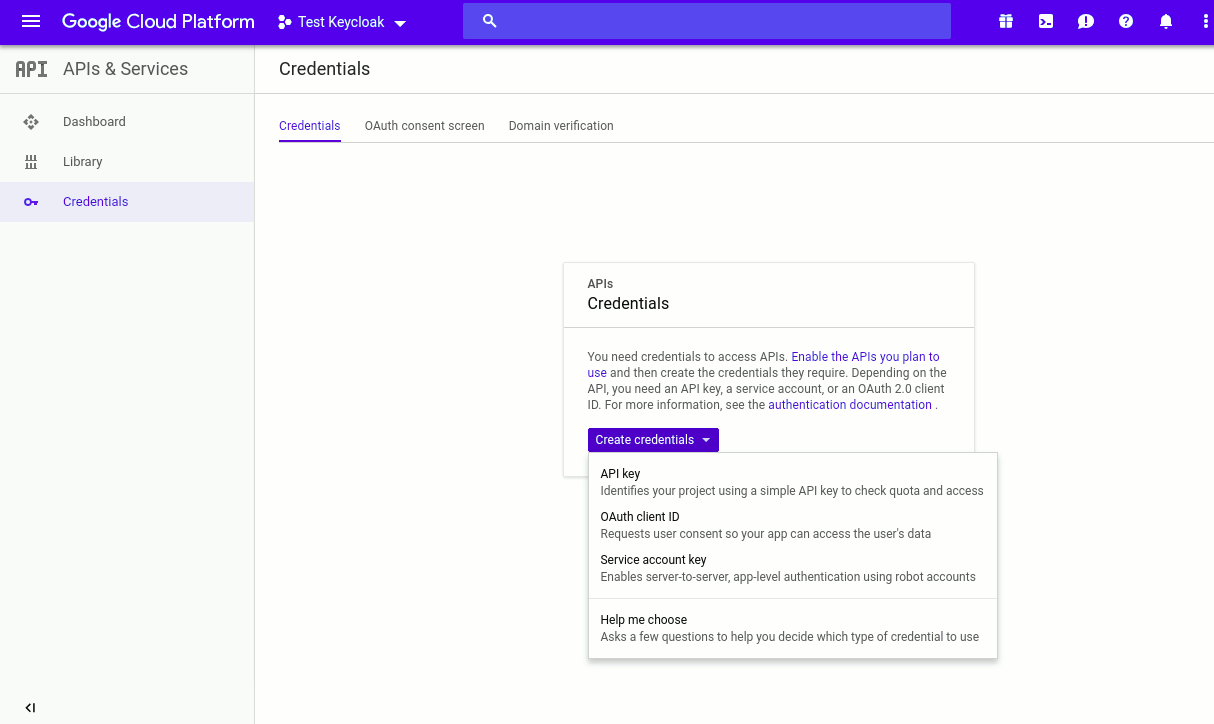 Google Cloud Platform
Test Keycloak
API APIs & Services
Credentials
Dashboard
Library
Credentials
Credentials
OAuth consent screen
Domain verification
APIs
Credentials
You need credentials to access APIs. Enable the APIs you plan to
use and then create the credentials they require. Depending on the
API, you need an API key, a service account, or an OAuth 2.0 client
ID. For more information, see the authentication documentation .
Create credentials
API key
Identifies your project using a simple API key to check quota and access
OAuth client ID
Requests user consent so your app can access the user's data
Service account key
Enables server-to-server, app-level authentication using robot accounts
Help me choose
Asks a few questions to help you decide which type of credential to use